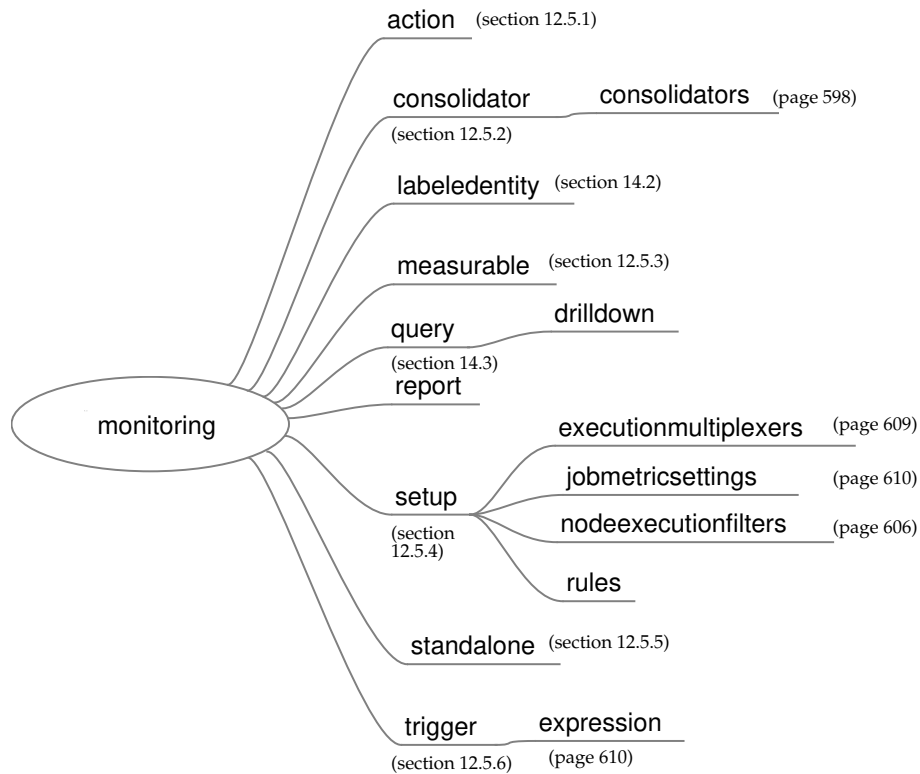 action (section 12.5.1)
consolidator consolidators (page 598)
(section 12.5.2)
labeledentity (section 14.2)
measurable (section 12.5.3)
query drilldown
(section 14.3)
report
monitoring
executionmultiplexers (page 609)
jobmetricsettings (page 610)
setup
(section
12.5.4)
nodeexecutionfilters (page 606)
rules
standalone (section 12.5.5)
trigger expression
(section 12.5.6) (page 610)